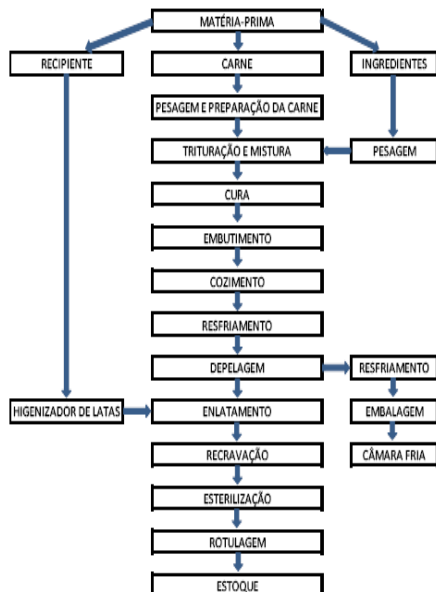 MATÉRIA-PRIMA
RECIPIENTE
CARNE
INGREDIENTES
PESAGEM E PREPARAÇÃO DA CARNE
TRITURAÇÃO E MISTURA
PESAGEM
CURA
EMBUTIMENTO
COZIMENTO
RESFRIAMENTO
DEPELAGEM
RESFRIAMENTO
HIGENIZADOR DE LATAS
ENLATAMENTO
EMBALAGEM
RECRAVAÇÃO
CÂMARA FRIA
ESTERILIZAÇÃO
ROTULAGEM
ESTOQUE